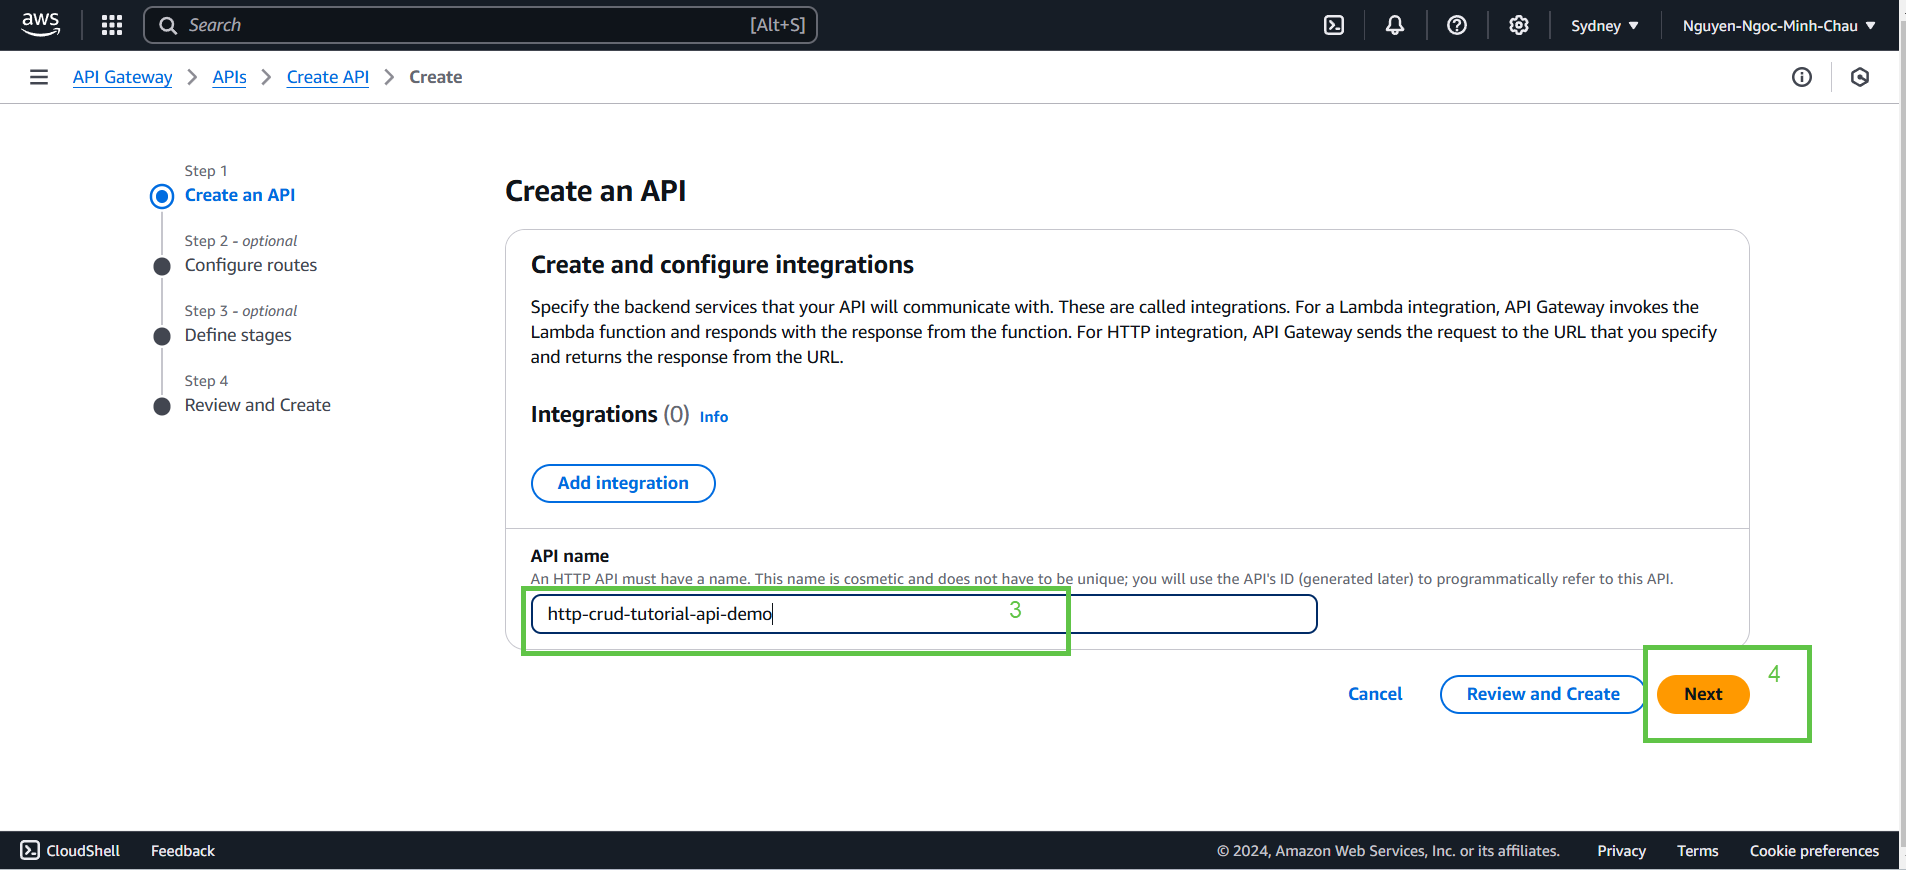 aws
Search [Alt+S]
Sydney
Nguyen-Ngoc-Minh-Chau
API Gateway > APIs > Create API > Create
Step 1
Create an API
Step 2 - optional
Configure routes
Step 3 - optional
Define stages
Step 4
Review and Create
Create an API
Create and configure integrations
Specify the backend services that your API will communicate with. These are called integrations. For a Lambda integration, API Gateway invokes the
Lambda function and responds with the response from the function. For HTTP integration, API Gateway sends the request to the URL that you specify
and returns the response from the URL.
Integrations (0) Info
Add integration
API name
An HTTP API must have a name. This name is cosmetic and does not have to be unique; you will use the API's ID (generated later) to programmatically refer to this API.
http-crud-tutorial-api-demo
3
Cancel
Review and Create
Next
4
CloudShell
Feedback
© 2024, Amazon Web Services, Inc. or its affiliates.
Privacy
Terms
Cookie preferences